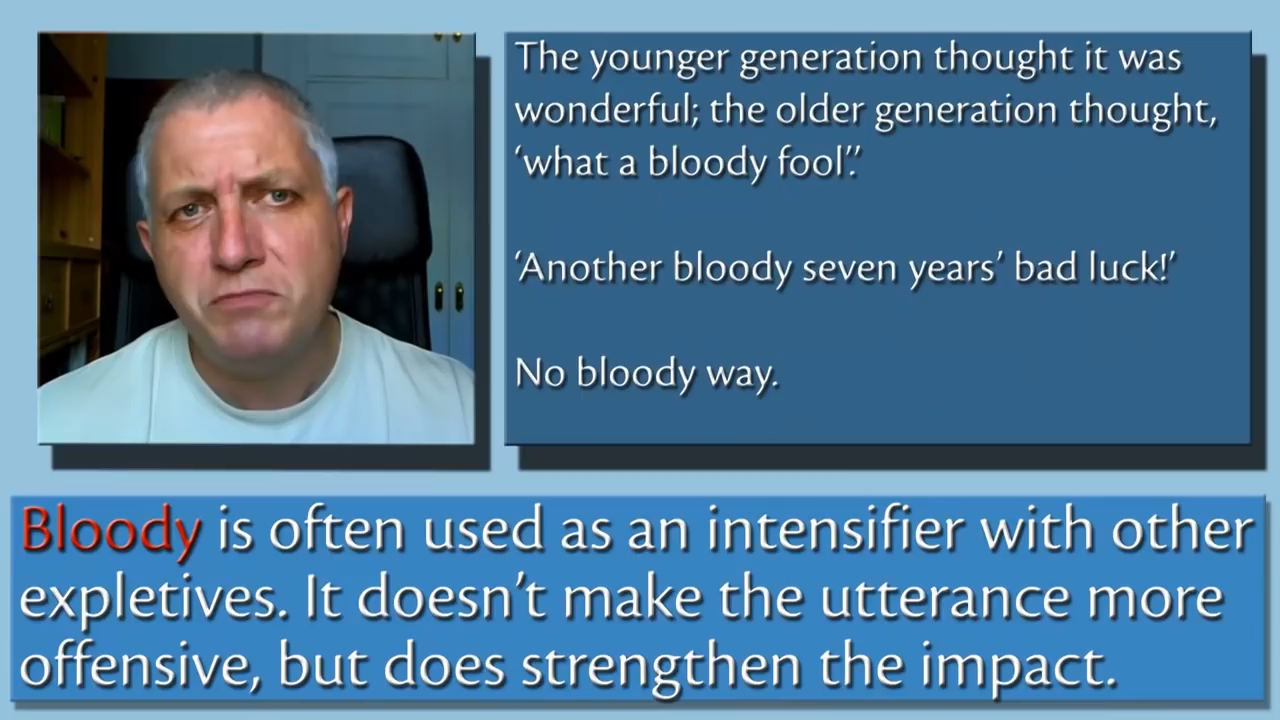 The younger generation thought it was
wonderful; the older generation thought,
‘what a bloody fool’’.
‘Another bloody seven years’ bad luck!’
No bloody way.
Bloody is often used as an intensifier with other
expletives. It doesn’t make the utterance more
offensive, but does strengthen the impact.